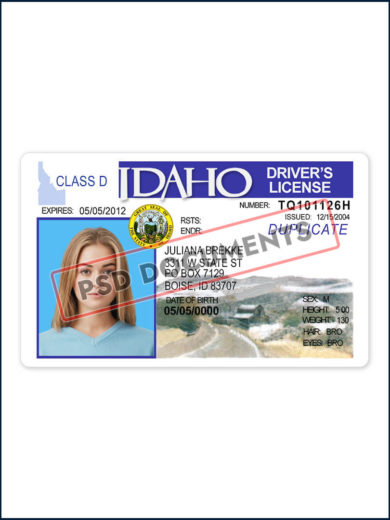 CLASS D
IDAHO
DRIVER'S
LICENSE
EXPIRES: 05/05/2012
NUMBER: TQ101126H
ISSUED: 12/15/2004
DUPLICATE
RSTS:
ENDR:
JULIANA BREKKE
3311 W STATE ST
PO BOX 7129
BOISE, ID 83707
DATE OF BIRTH
05/05/0000
SEX: M
HEIGHT: 5.00
WEIGHT: 130
HAIR: BRO
EYES: BRO
PSD DOCUMENTS